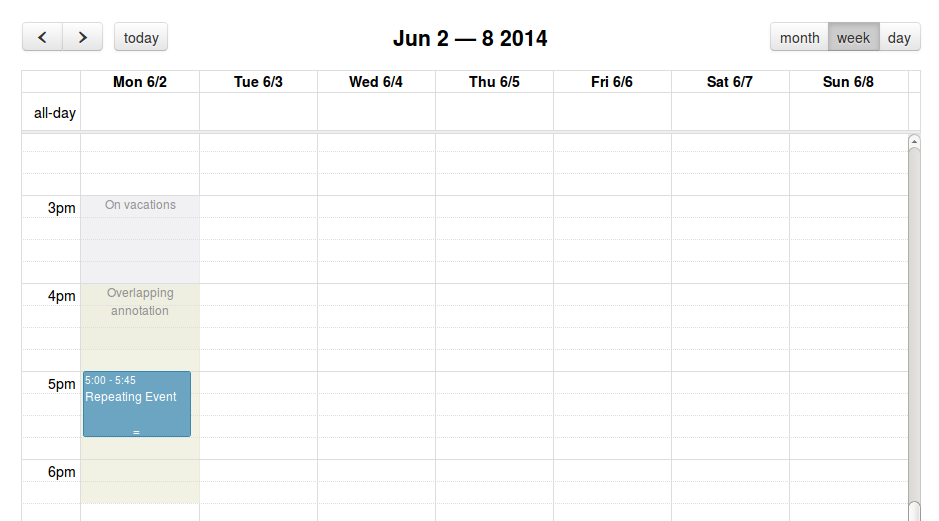 today
Jun 2 — 8 2014
month week day
Mon 6/2 Tue 6/3 Wed 6/4 Thu 6/5 Fri 6/6 Sat 6/7 Sun 6/8
all-day
3pm
On vacations
4pm
Overlapping
annotation
5pm
5:00 - 5:45
Repeating Event
6pm